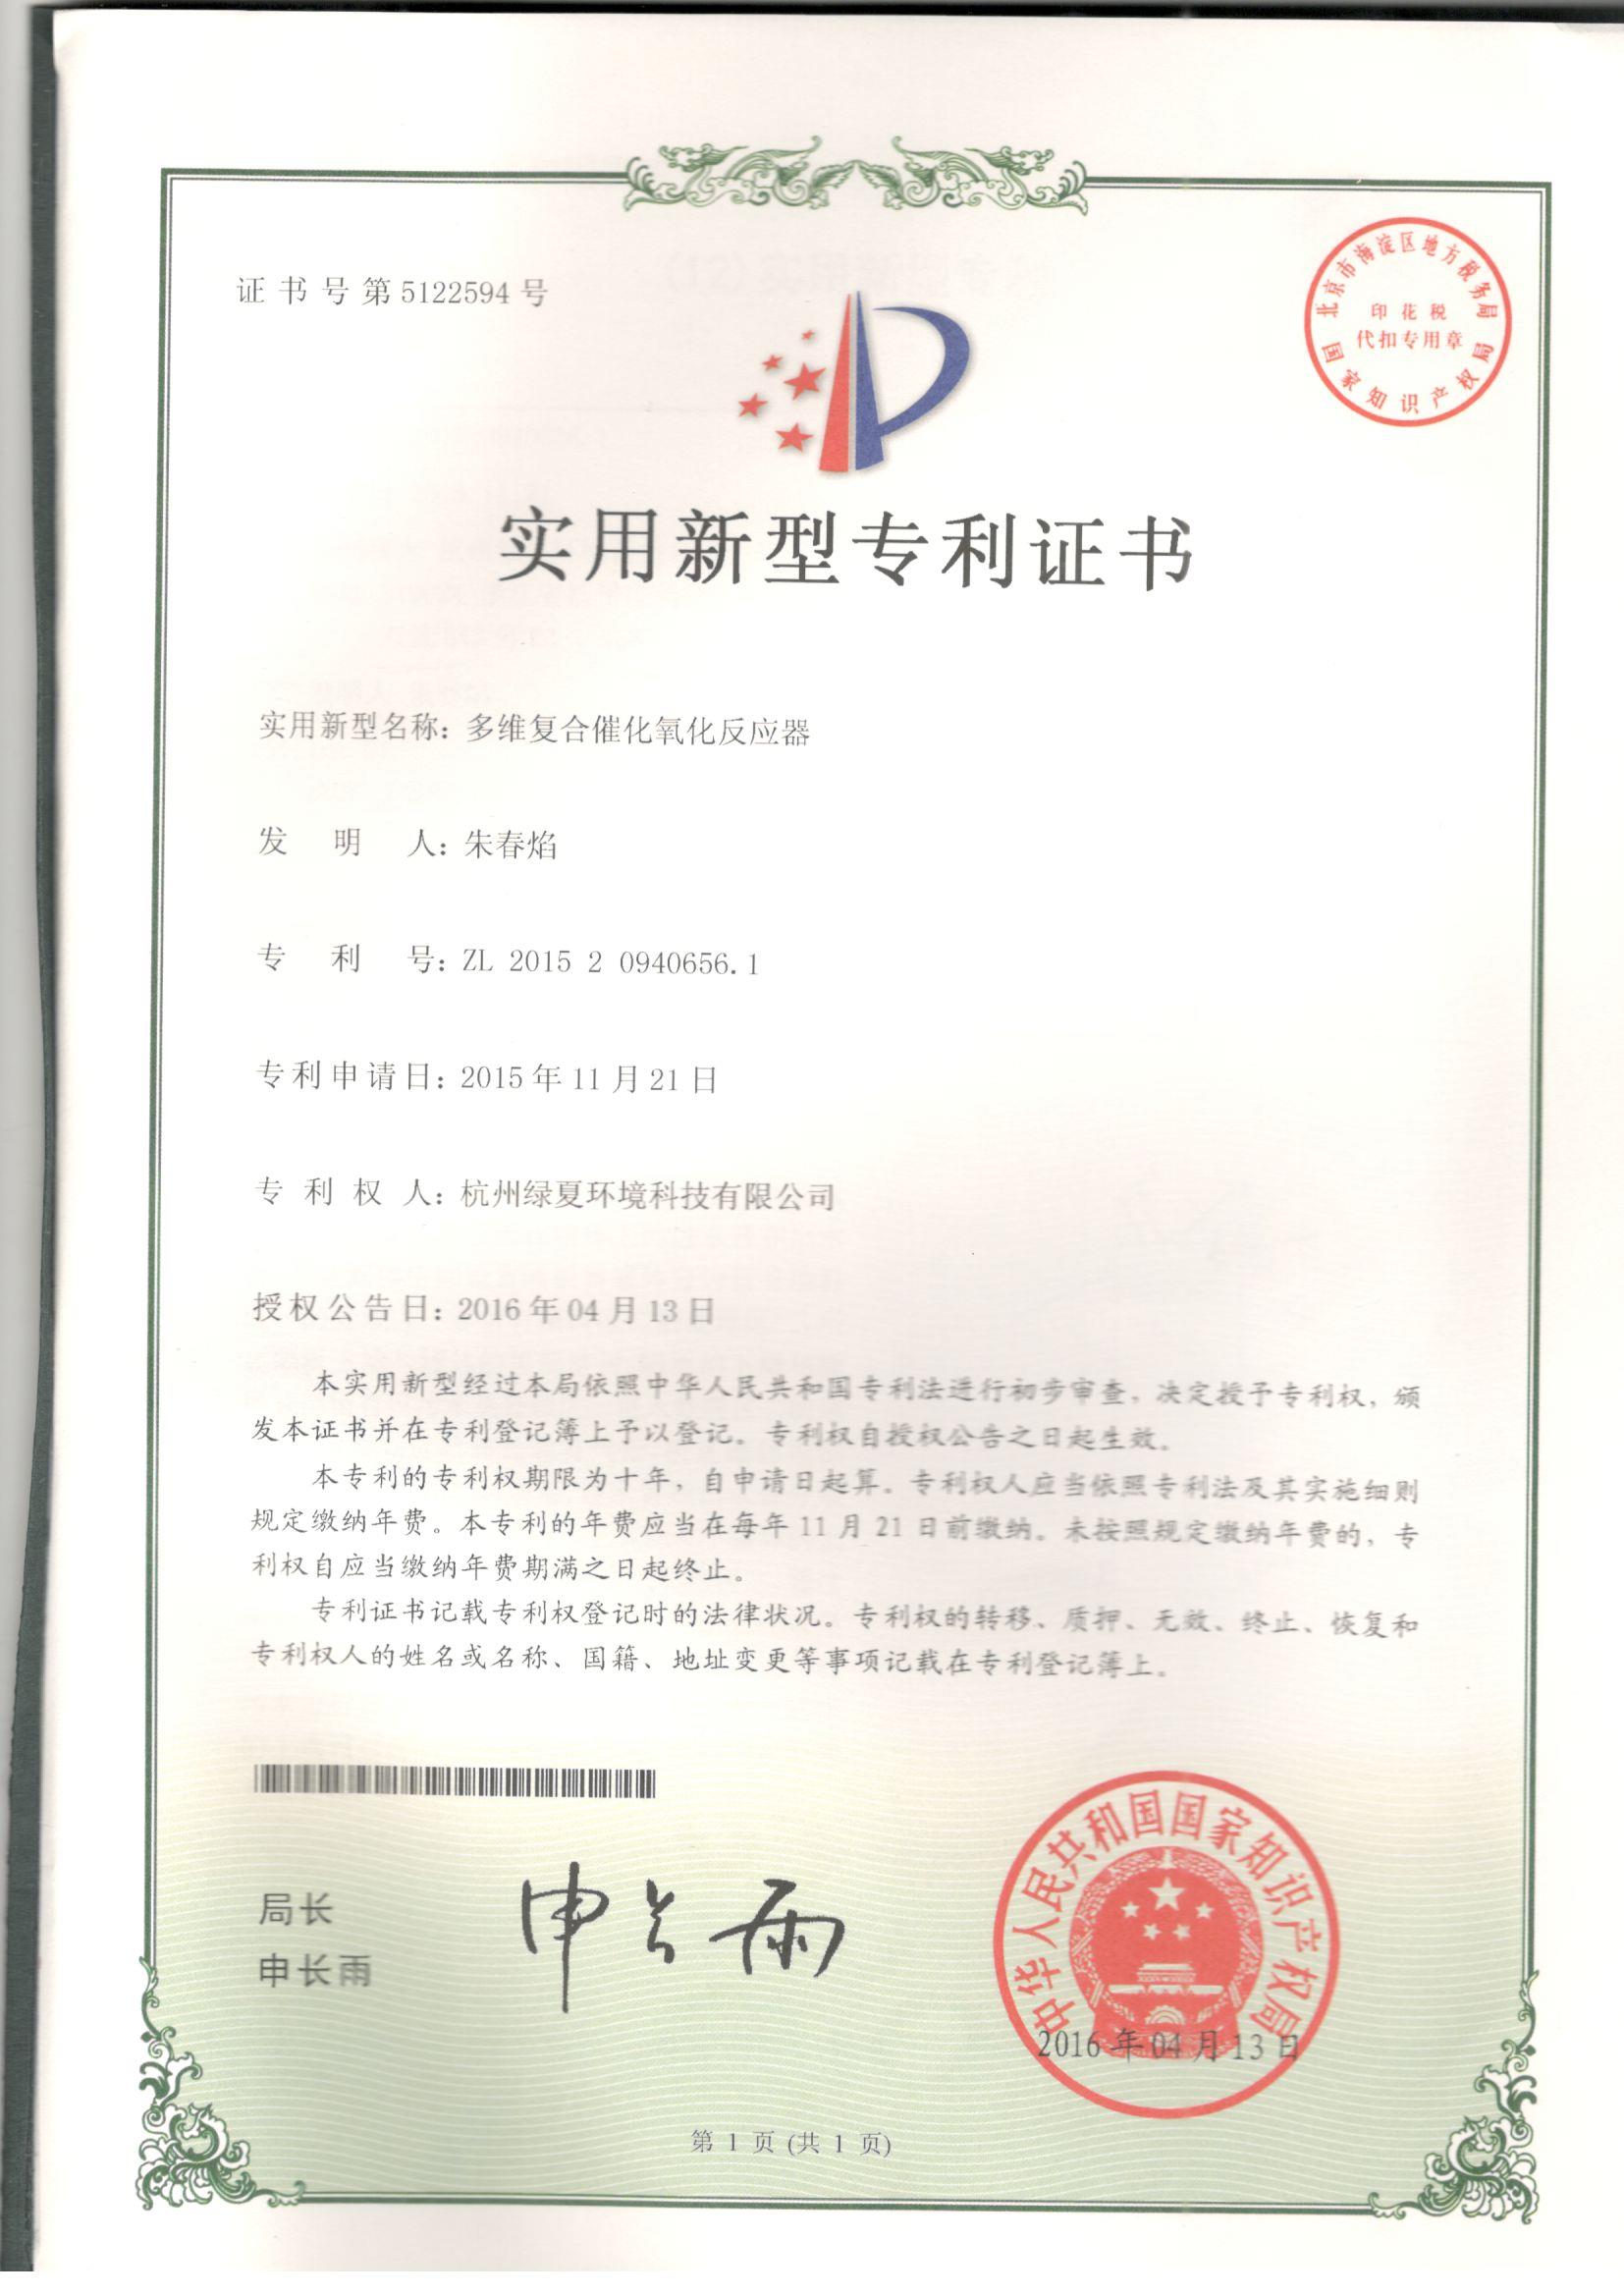 证书号第5122594号
北京市海淀区地方税务局
印花税
代扣专用章
国家知识产权局
实用新型专利证书
实用新型名称：多维复合催化氧化反应器
发明人：朱春焰
专利号：ZL 2015 2 0940656.1
专利申请日：2015年11月21日
专利权人：杭州绿夏环境科技有限公司
授权公告日：2016年04月13日
本实用新型经过本局依照中华人民共和国专利法进行初步审查，决定授予专利权，颁
发本证书并在专利登记簿上予以登记。专利权自授权公告之日起生效。
本专利的专利权期限为十年，自申请日起算。专利权人应当依照专利法及其实施细则
规定缴纳年费。本专利的年费应当在每年11月21日前缴纳。未按照规定缴纳年费的，专
利权自应当缴纳年费期满之日起终止。
专利证书记载专利权登记时的法律状况。专利权的转移、质押、无效、终止、恢复和
专利权人的姓名或名称、国籍、地址变更等事项记载在专利登记簿上。
局长
申长雨
申长雨
中华人民共和国国家知识产权局
2016年04月13日
第 1 页 (共 1 页)